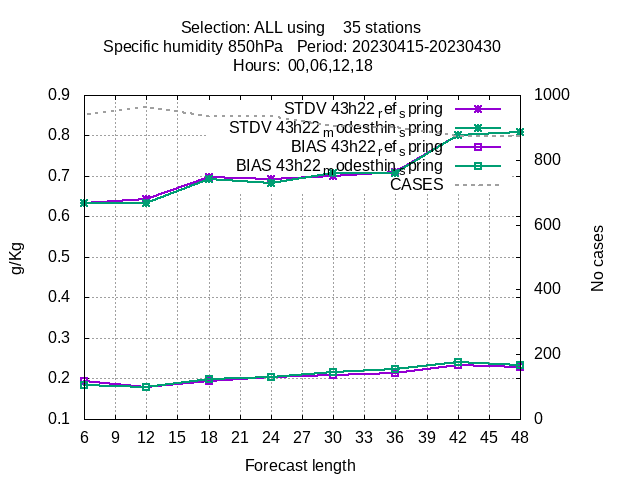 Selection: ALL using    35 stations
Specific humidity 850hPa   Period: 20230415-20230430
Hours:  00,06,12,18
0.9
0.8
0.7
0.6
0.5
0.4
0.3
0.2
0.1
g/Kg
STDV 43h22_ref_spring
STDV 43h22_modesthin_spring
BIAS 43h22_ref_spring
BIAS 43h22_modesthin_spring
CASES
1000
800
600
400
200
0
No cases
6 9 12 15 18 21 24 27 30 33 36 39 42 45 48
Forecast length